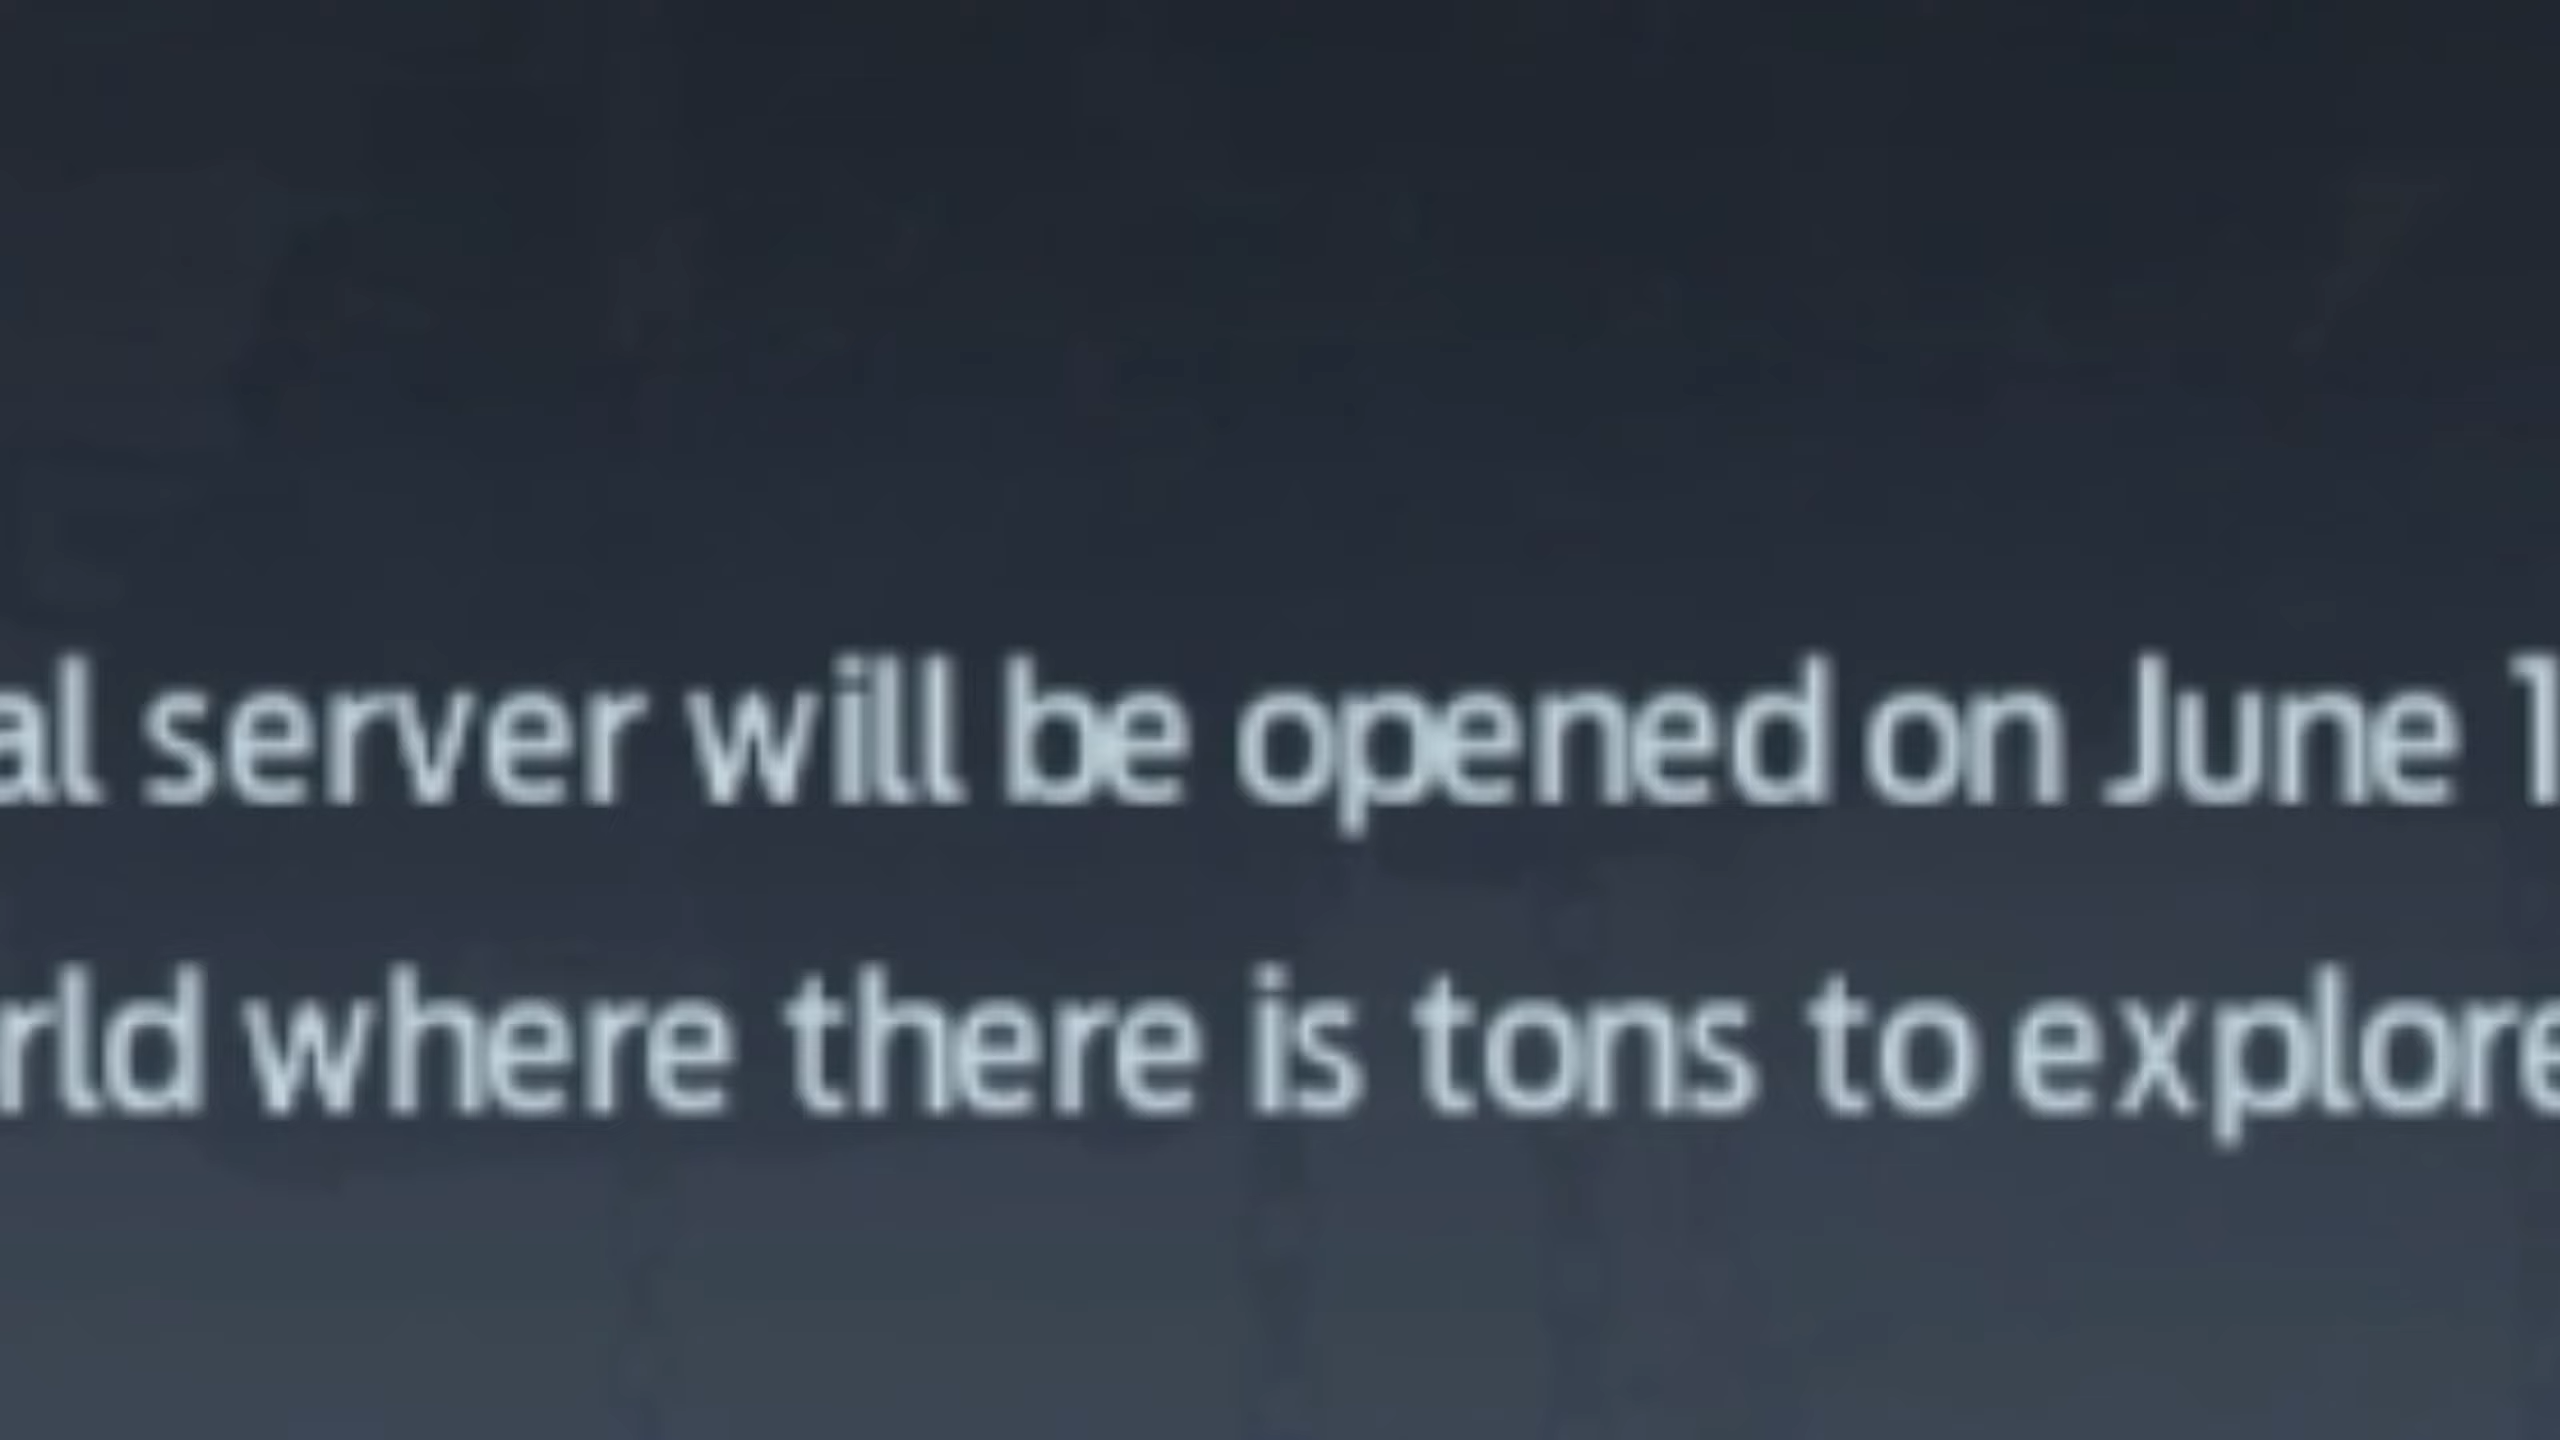 al server will be opened on June 1
rld where there is tons to explore